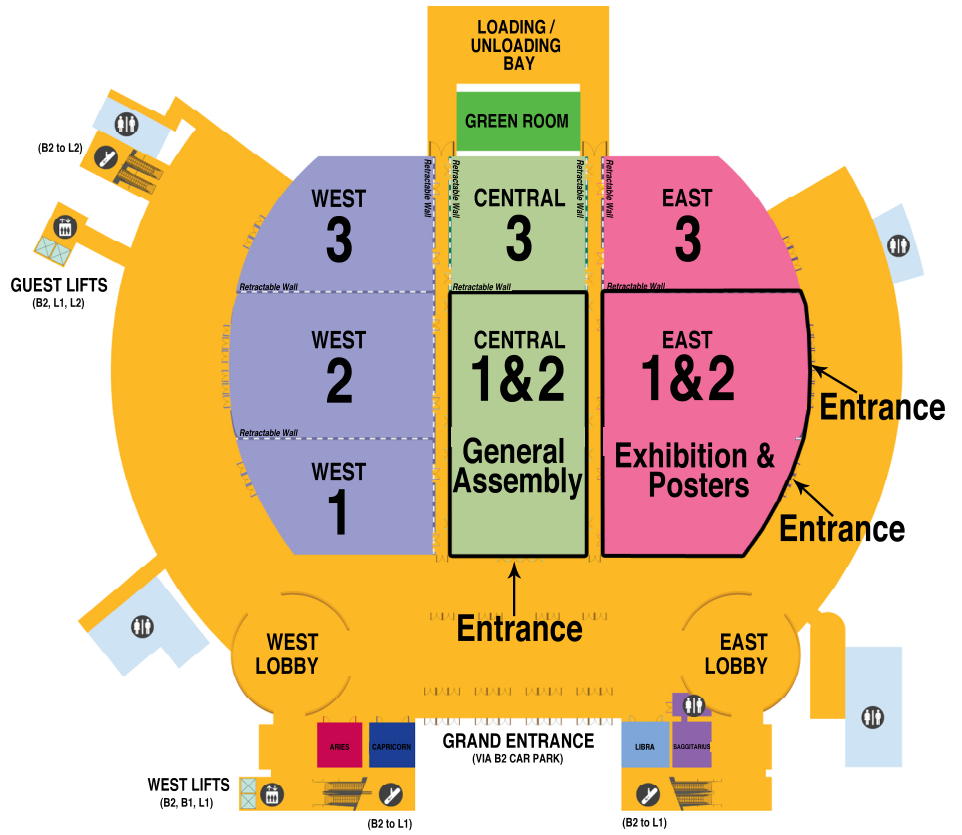 LOADING /
UNLOADING
BAY
GREEN ROOM
(B2 to L2)
GUEST LIFTS
(B2, L1, L2)
WEST
3
Retractable Wall
Retractable Wall
CENTRAL
3
Retractable Wall
Retractable Wall
Retractable Wall
EAST
3
Retractable Wall
Retractable Wall
WEST
2
Retractable Wall
CENTRAL
1&2
General
Assembly
EAST
1&2
Exhibition &
Posters
Entrance
Entrance
WEST
1
Entrance
WEST
LOBBY
EAST
LOBBY
ARIES
CAPRICORN
GRAND ENTRANCE
(VIA B2 CAR PARK)
LIBRA
SAGGITARIUS
WEST LIFTS
(B2, B1, L1)
(B2 to L1)
(B2 to L1)